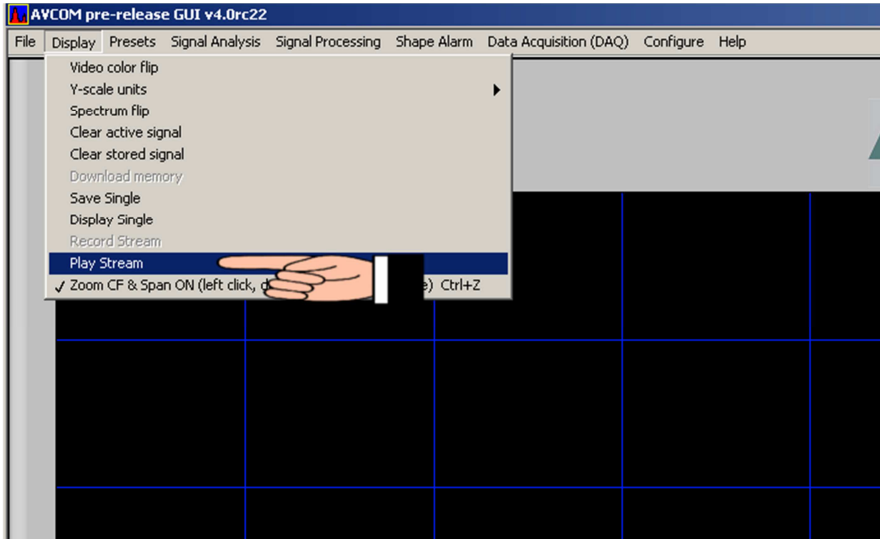 AVCOM pre-release GUI v4.0rc22
File Display Presets Signal Analysis Signal Processing Shape Alarm Data Acquisition (DAQ) Configure Help
Video color flip
Y-scale units
Spectrum flip
Clear active signal
Clear stored signal
Download memory
Save Single
Display Single
Record Stream
Play Stream
Zoom CF & Span ON (left click, e) Ctrl+Z